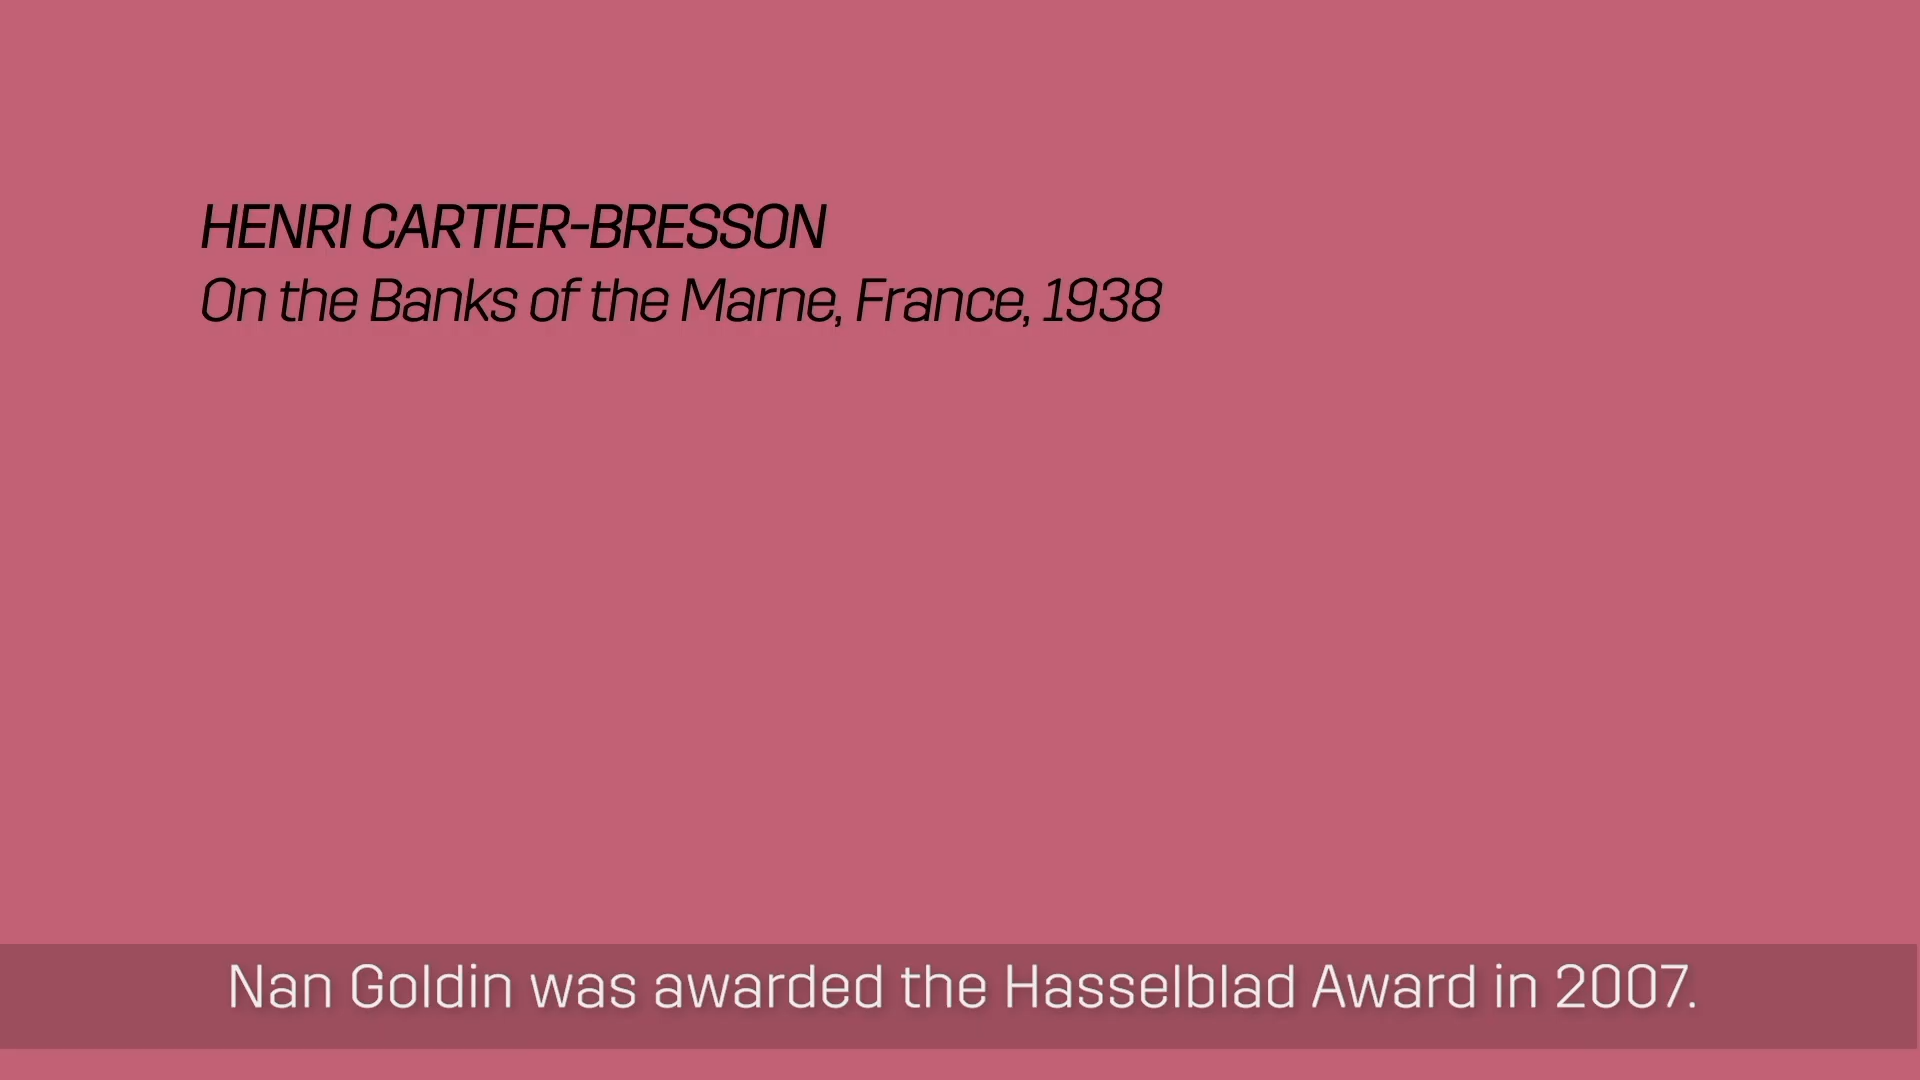 HENRI CARTIER-BRESSON
On the Banks of the Marne, France, 1938
Nan Goldin was awarded the Hasselblad Award in 2007.